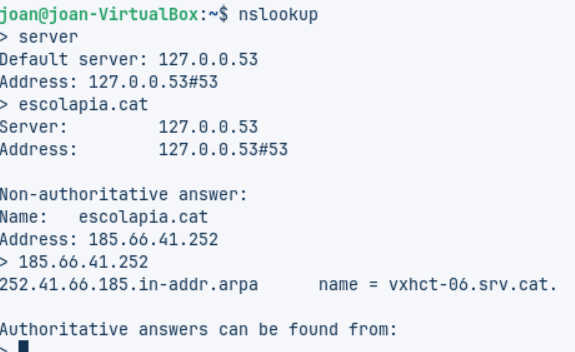 joan@joan-VirtualBox:~$ nslookup
> server
Default server: 127.0.0.53
Address: 127.0.0.53#53
> escolapia.cat
Server:         127.0.0.53
Address:        127.0.0.53#53
Non-authoritative answer:
Name:   escolapia.cat
Address: 185.66.41.252
> 185.66.41.252
252.41.66.185.in-addr.arpa      name = vxhct-06.srv.cat.
Authoritative answers can be found from:
>